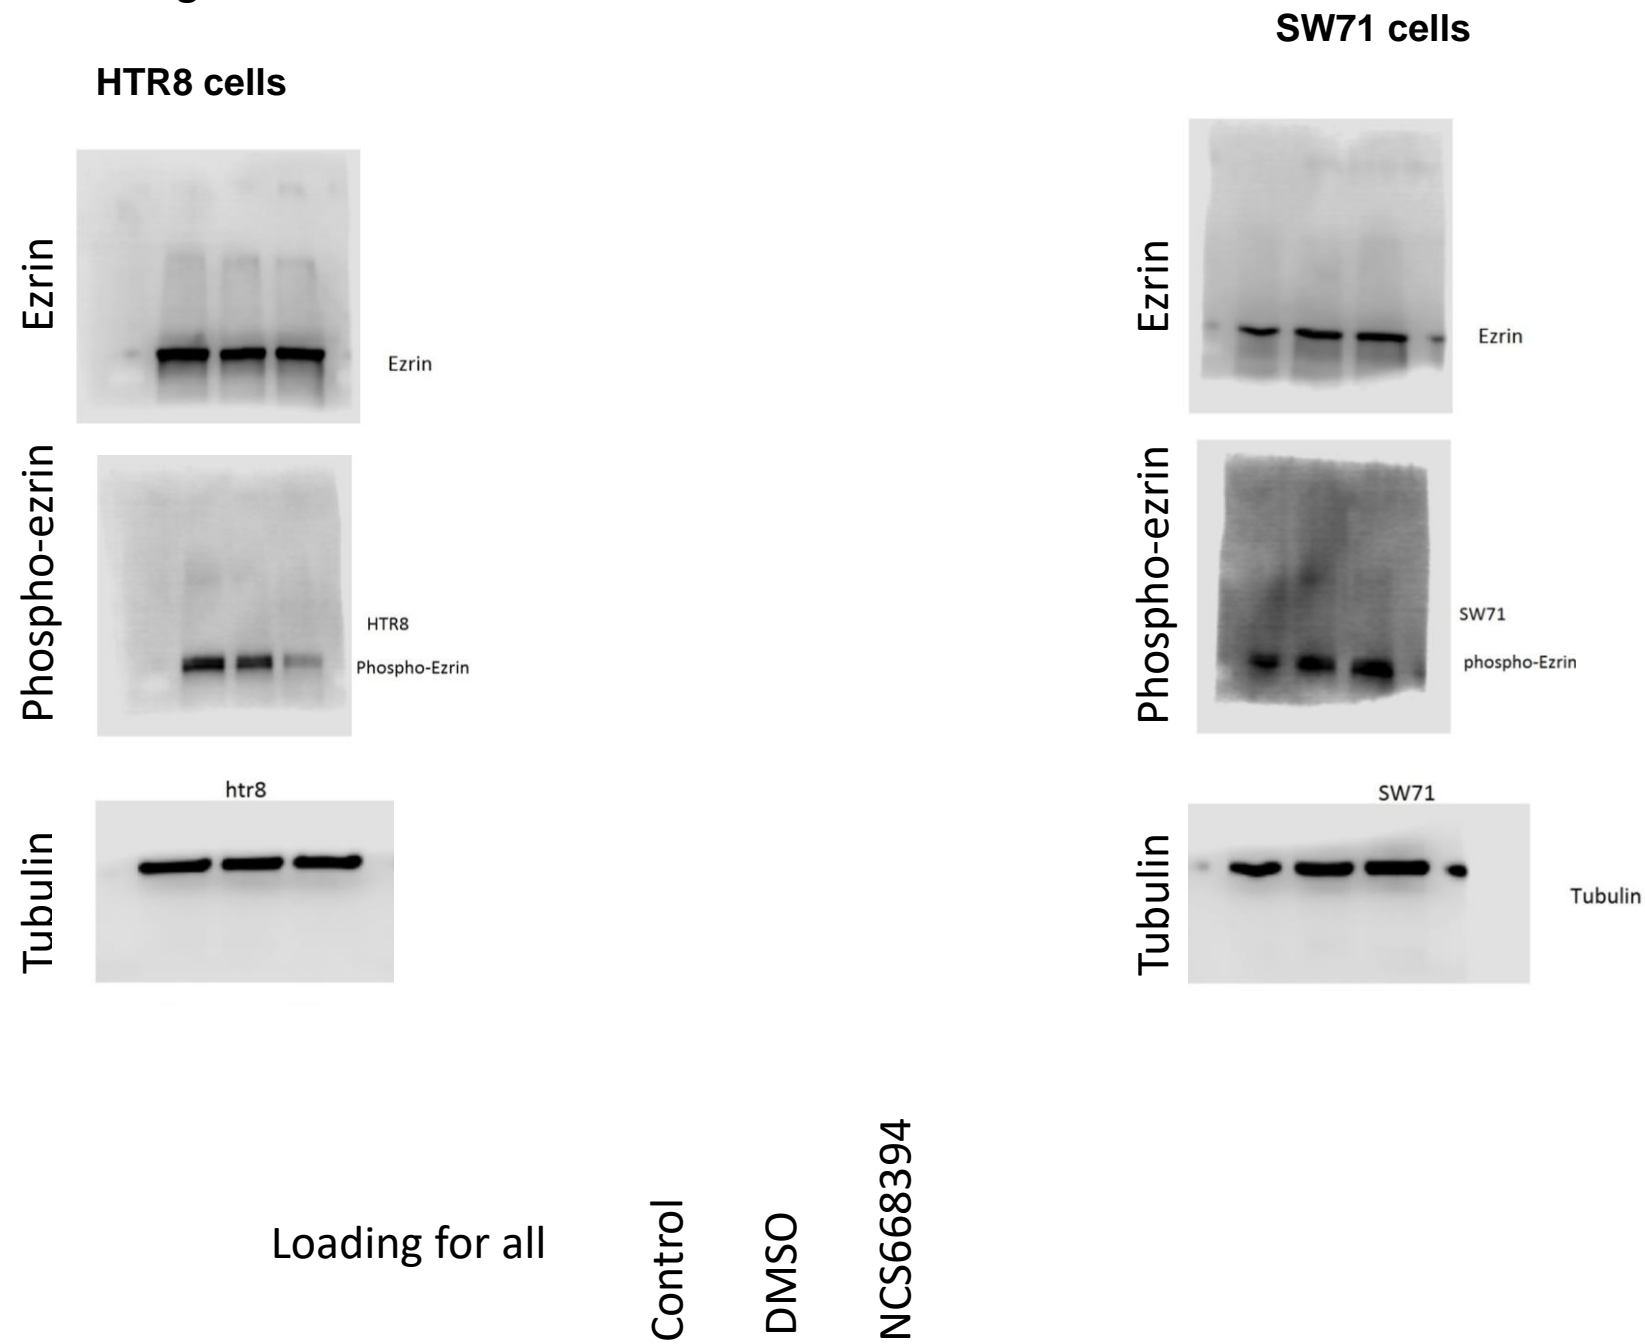 SW71 cells
HTR8 cells
Ezrin
Ezrin
Ezrin
Ezrin
Phospho-ezrin
HTR8
Phospho-Ezrin
Phospho-ezrin
SW71
phospho-Ezrin
htr8
Tubulin
SW71
Tubulin
Tubulin
Loading for all
Control
DMSO
NCS668394